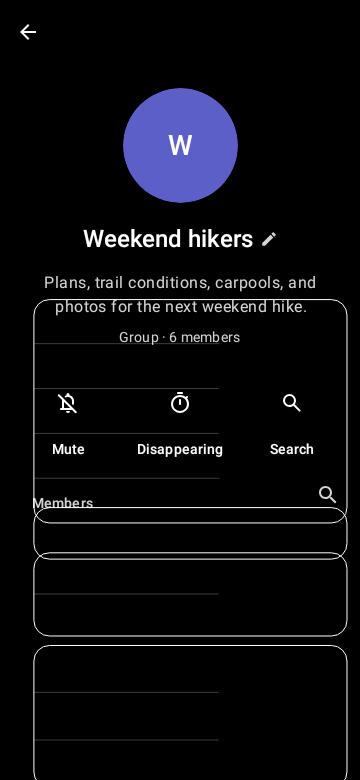 W
Weekend hikers
Plans, trail conditions, carpools, and
photos for the next weekend hike.
Group · 6 members
Mute
Disappearing
Search
Members